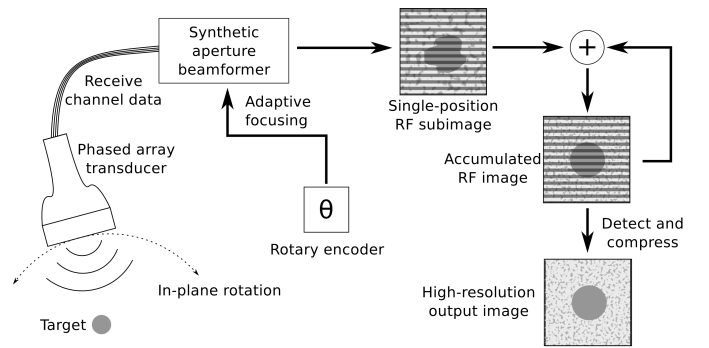 Synthetic
aperture
beamformer
Receive
channel data
Adaptive
focusing
Phased array
transducer
θ
Rotary encoder
In-plane rotation
Target
Single-position
RF subimage
+
Accumulated
RF image
Detect and
compress
High-resolution
output image